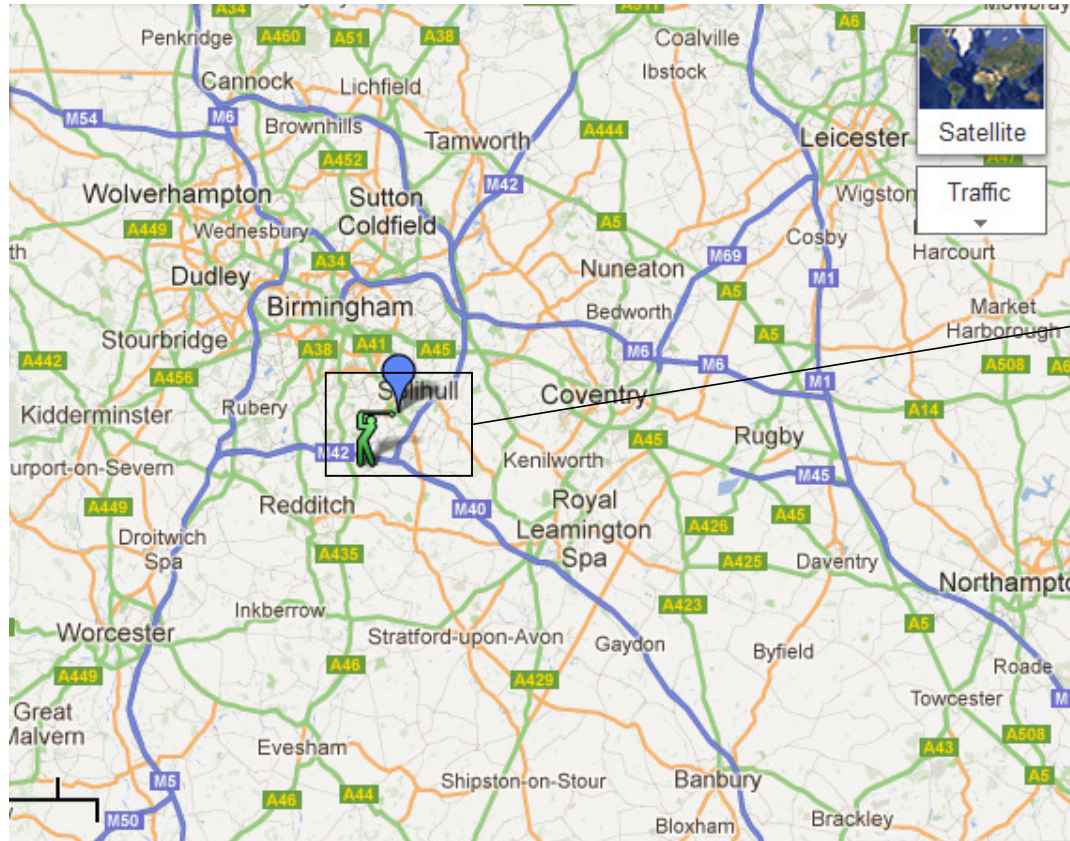 A34
A511
Mowbray
Penkridge
A460
A51
A38
Coalville
A6
Cannock
Lichfield
Ibstock
M54
M6
Brownhills
A444
Leicester
Satellite
Tamworth
A452
A47
M42
Wolverhampton
Sutton
Coldfield
Wigston
Traffic
A449
Wednesbury
A5
Cosby
Harcourt
th
A34
M69
Dudley
Nuneaton
M1
A5
Birmingham
Bedworth
Market
Harborough
Stourbridge
A38
A41
A45
M6
A5
A442
A456
M6
M1
A508
A6
Solihull
Coventry
Kidderminster
Rubery
A14
A45
Rugby
M42
Kenilworth
ourport-on-Severn
M45
A449
Redditch
M40
Royal
Leamington
Spa
A426
A45
Droitwich
Spa
A435
A425
Daventry
Northampto
A423
Inkberrow
A5
Worcester
Stratford-upon-Avon
Gaydon
Byfield
A449
A46
A429
Roade
Towcester
M
Great
Malvern
A508
Evesham
A43
M5
Shipston-on-Stour
Banbury
A5
A46
A44
M50
Bloxham
Brackley